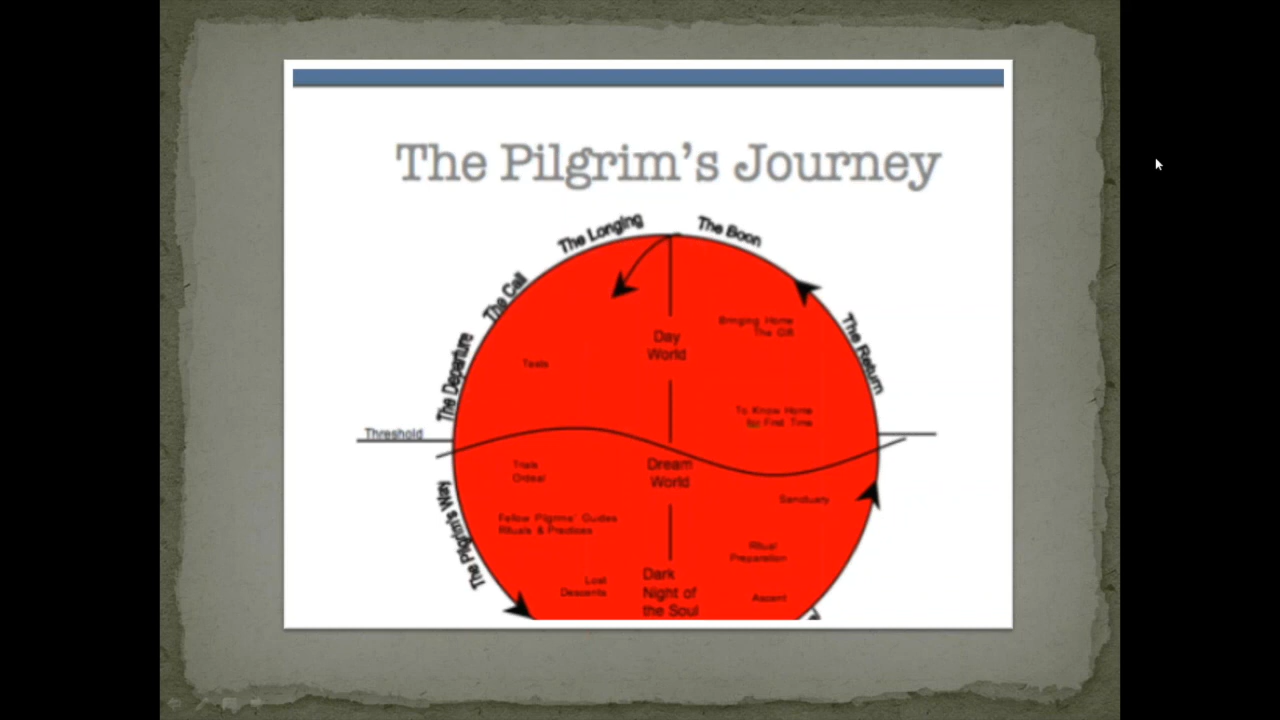 The Pilgrim's Journey
The Longing
The Boon
The Call
The Departure
The Return
Day
World
Bringing Home
The Gift
Tests
To Know Home
for First Time
Threshold
Dream
World
Trials
Ordeal
Sanctuary
The Pilgrim's Way
Fellow Pilgrims' Guides
Rituals & Practices
Ritual
Preparation
Lost
Descents
Dark
Night of
the Soul
Ascent